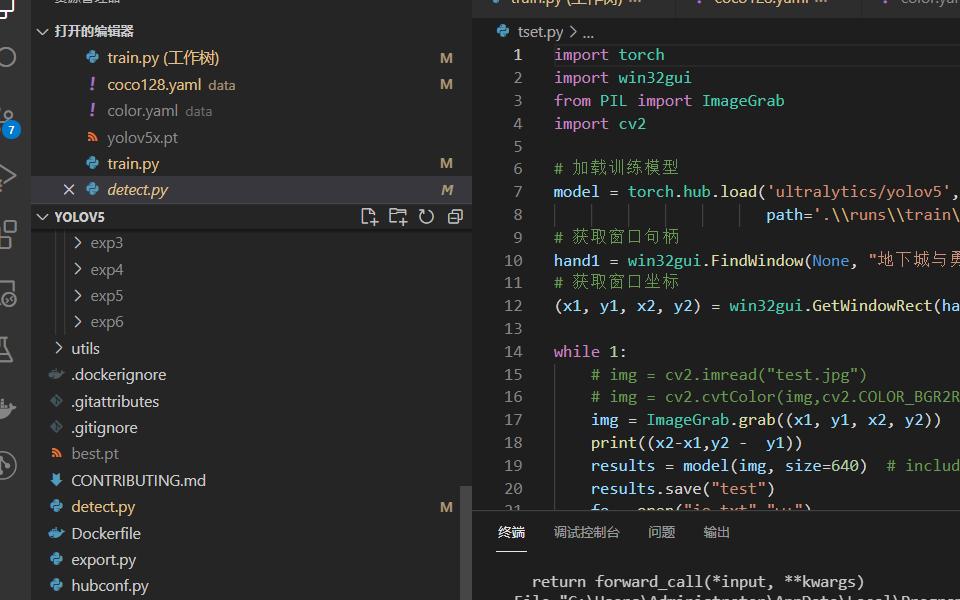 资源管理器
train.py (工作树)
coco128.yaml
color.yaml
打开的编辑器
train.py (工作树) M
! coco128.yaml data M
! color.yaml data
yolov5x.pt
train.py M
detect.py M
7
YOLOV5
exp3
exp4
exp5
exp6
utils
.dockerignore
.gitattributes
.gitignore
best.pt
CONTRIBUTING.md
detect.py M
Dockerfile
export.py
hubconf.py
tset.py > ...
1 import torch
2 import win32gui
3 from PIL import ImageGrab
4 import cv2
5
6 # 加载训练模型
7 model = torch.hub.load('ultralytics/yolov5',
8 path='.\\runs\\train\
9 # 获取窗口句柄
10 hand1 = win32gui.FindWindow(None, "地下城与勇
11 # 获取窗口坐标
12 (x1, y1, x2, y2) = win32gui.GetWindowRect(ha
13
14 while 1:
15 # img = cv2.imread("test.jpg")
16 # img = cv2.cvtColor(img,cv2.COLOR_BGR2R
17 img = ImageGrab.grab((x1, y1, x2, y2))
18 print((x2-x1,y2 - y1))
19 results = model(img, size=640) # includ
20 results.save("test")
21
终端 调试控制台 问题 输出
return forward_call(*input, **kwargs)
File "C:\Users\Administrator\AppData\Local\Program